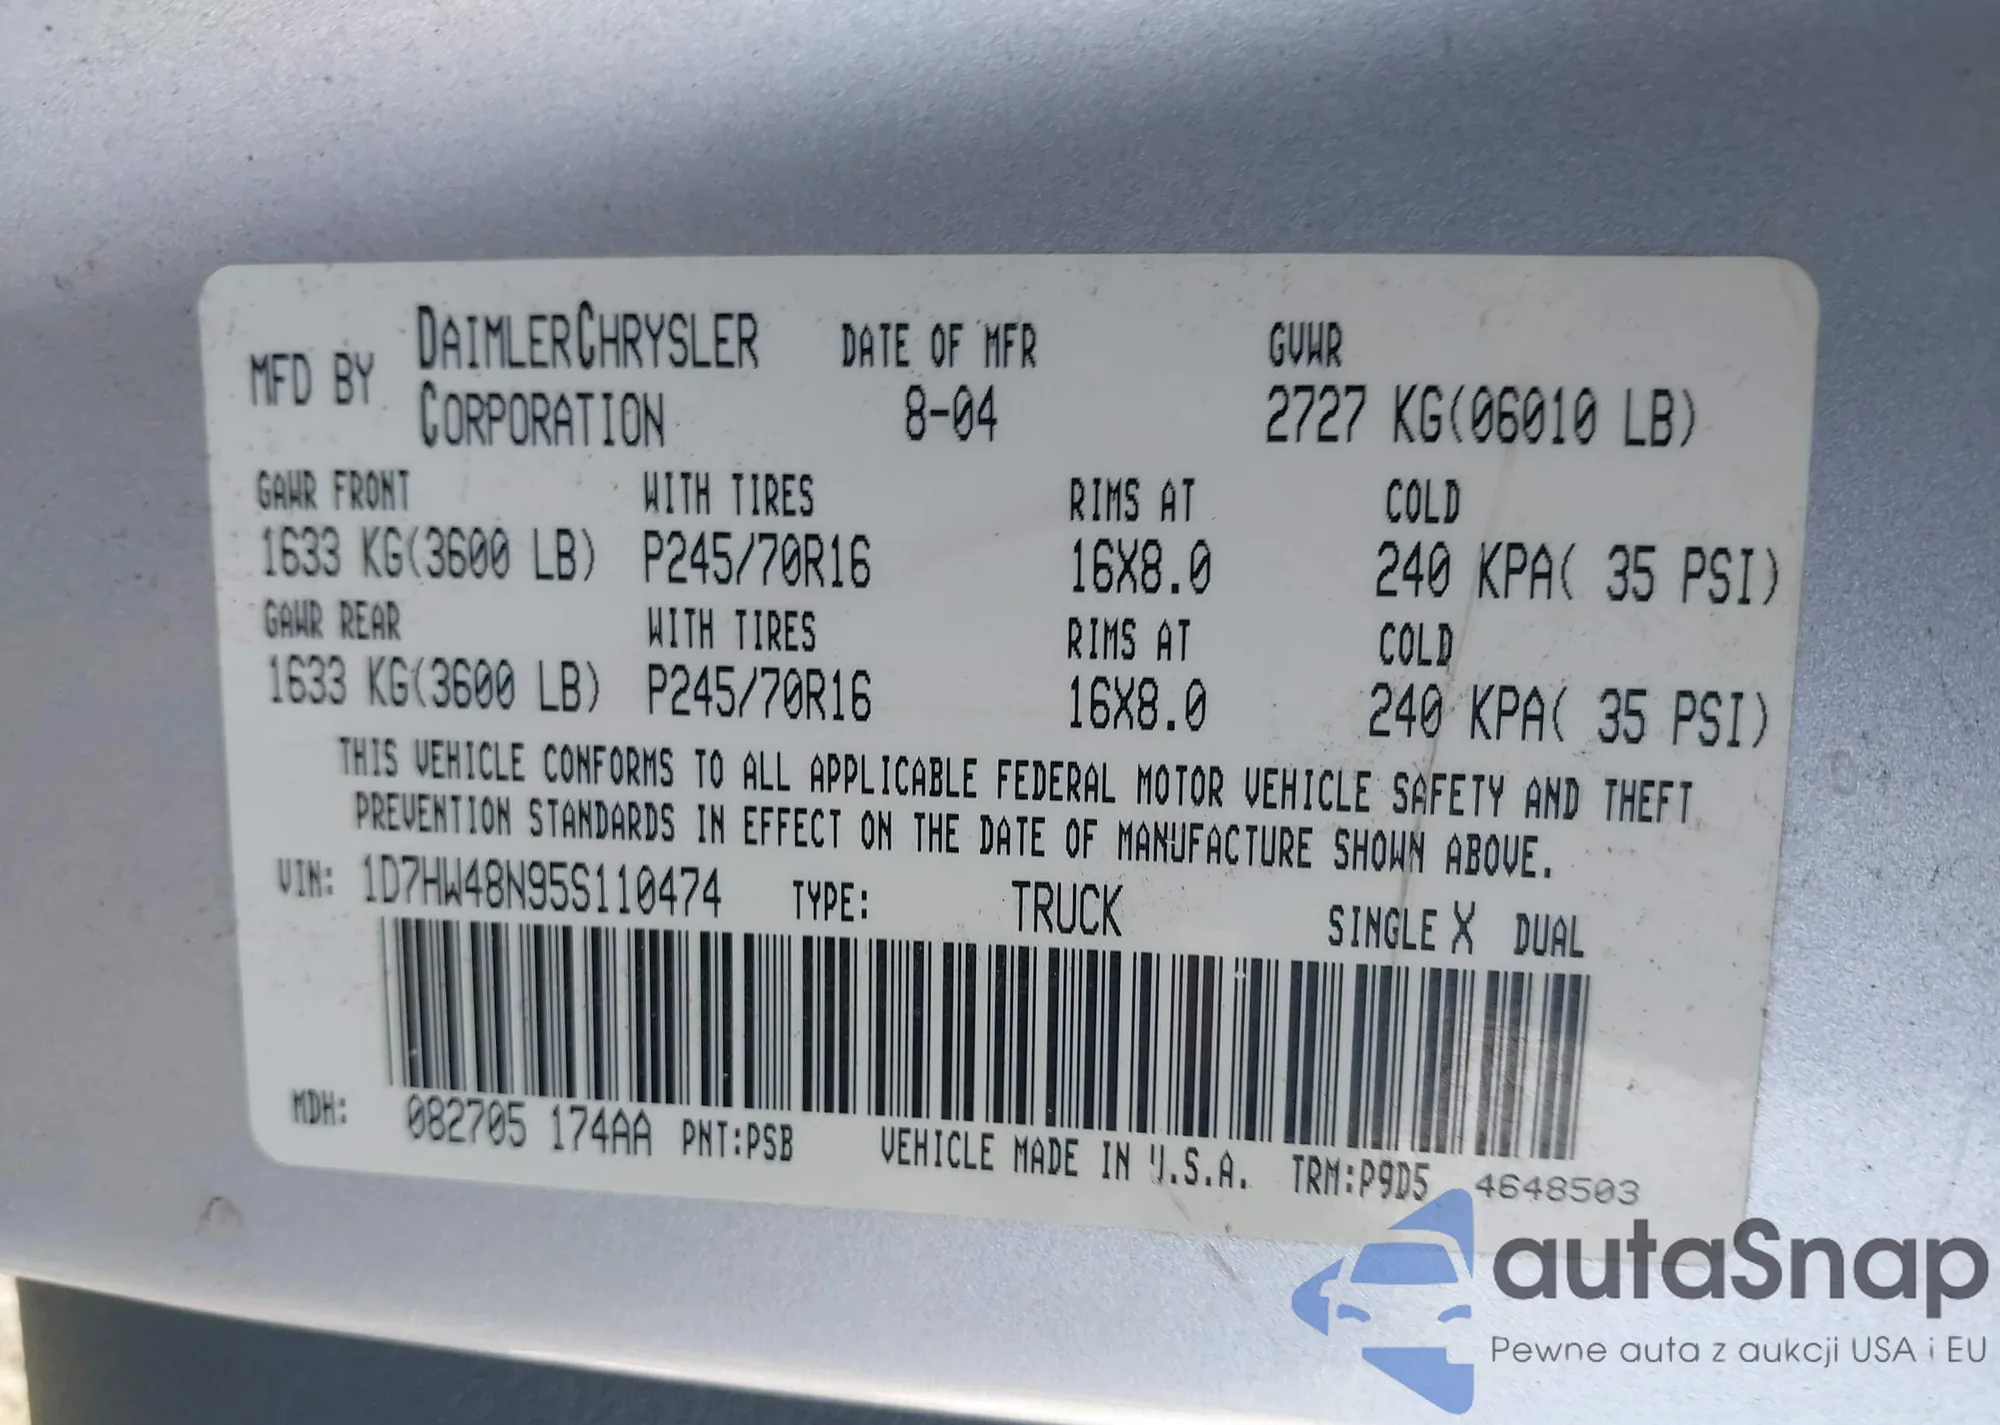 MFD BY DAIMLERCHRYSLER CORPORATION DATE OF MFR GVWR
8-04 2727 KG(06010 LB)
GAWR FRONT WITH TIRES RIMS AT COLD
1633 KG(3600 LB) P245/70R16 16X8.0 240 KPA( 35 PSI)
GAWR REAR WITH TIRES RIMS AT COLD
1633 KG(3600 LB) P245/70R16 16X8.0 240 KPA( 35 PSI)
THIS VEHICLE CONFORMS TO ALL APPLICABLE FEDERAL MOTOR VEHICLE SAFETY AND THEFT
PREVENTION STANDARDS IN EFFECT ON THE DATE OF MANUFACTURE SHOWN ABOVE.
VIN: 1D7HW48N95S110474 TYPE: TRUCK SINGLE X DUAL
MDH: 082705 174AA PNT:PSB VEHICLE MADE IN U.S.A. TRM:P9D5 4648503
autaSnap
Pewne auta z aukcji USA i EU